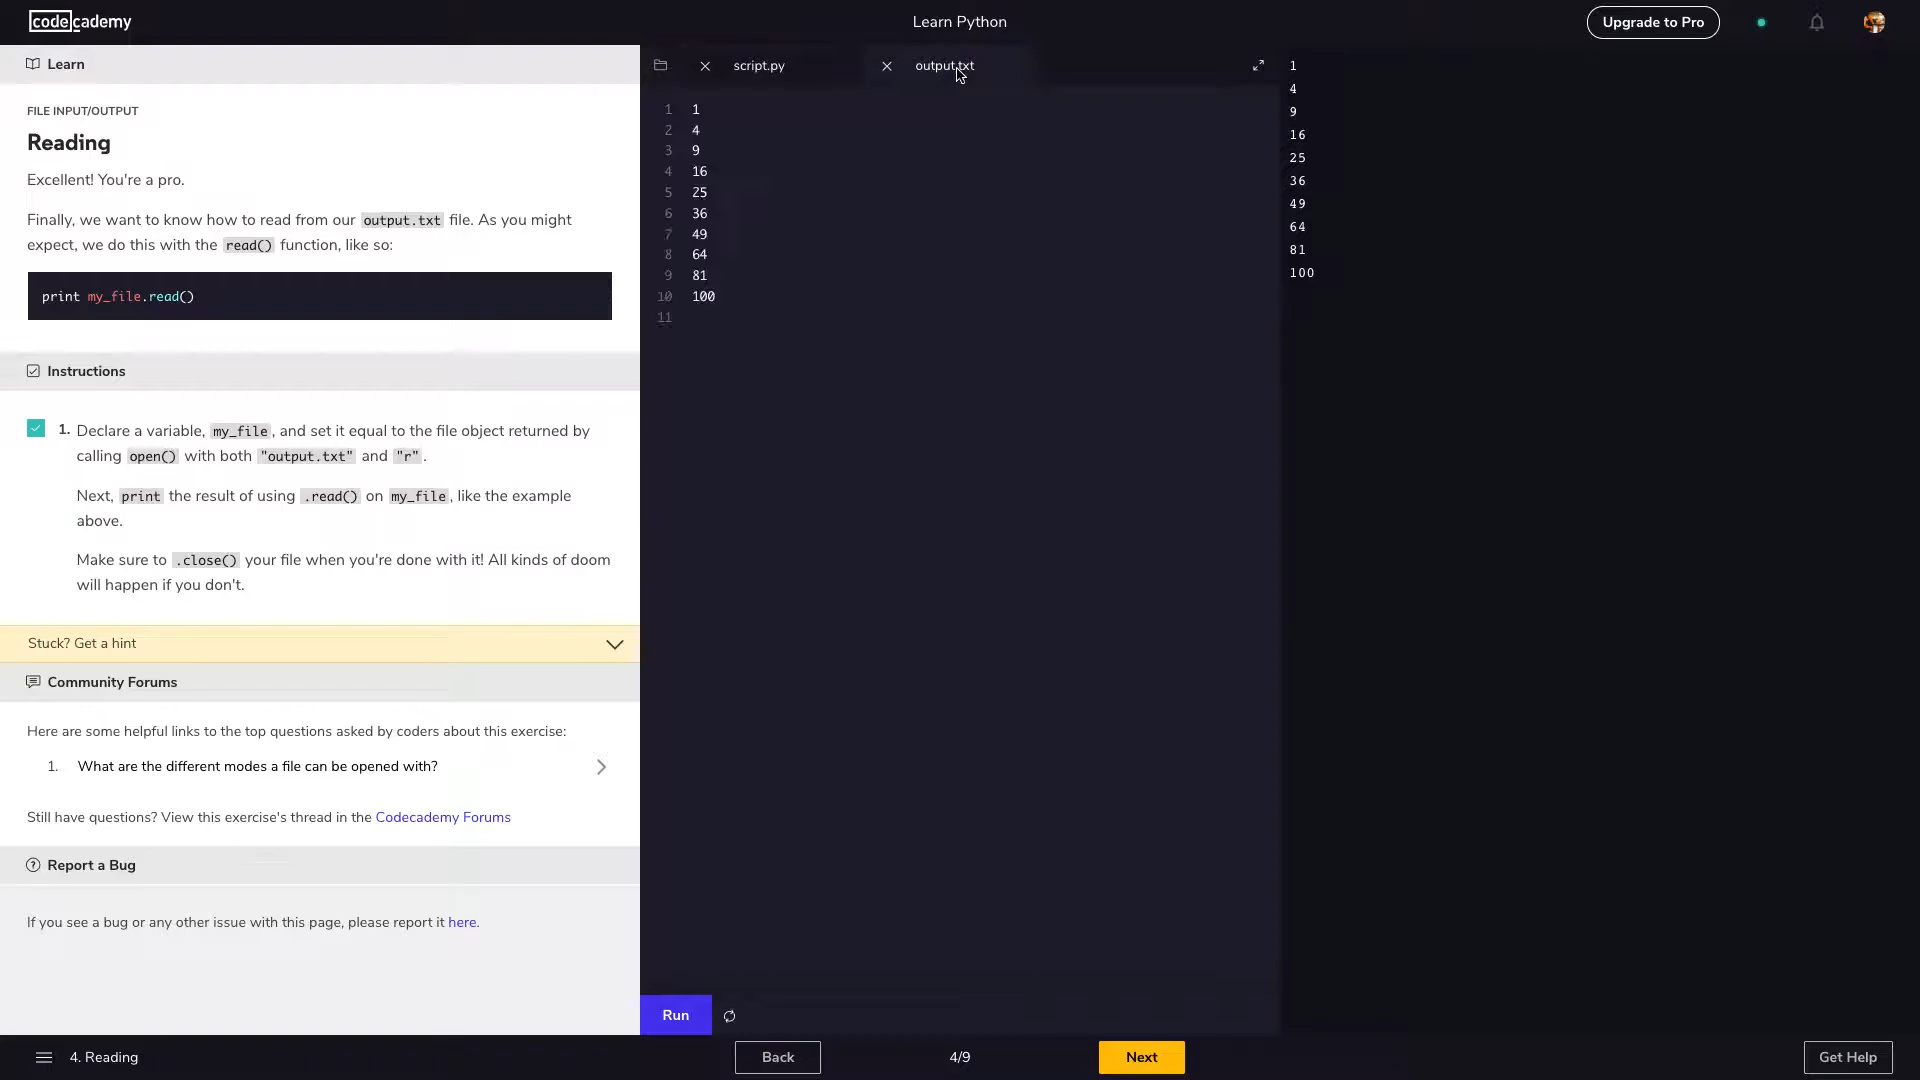 codecademy
Learn Python
Upgrade to Pro
Learn
FILE INPUT/OUTPUT
Reading
Excellent! You're a pro.
Finally, we want to know how to read from our output.txt file. As you might
expect, we do this with the read() function, like so:
print my_file.read()
Instructions
1. Declare a variable, my_file, and set it equal to the file object returned by
calling open() with both "output.txt" and "r".
Next, print the result of using .read() on my_file, like the example
above.
Make sure to .close() your file when you're done with it! All kinds of doom
will happen if you don't.
Stuck? Get a hint
Community Forums
Here are some helpful links to the top questions asked by coders about this exercise:
1. What are the different modes a file can be opened with?
Still have questions? View this exercise's thread in the Codecademy Forums
Report a Bug
If you see a bug or any other issue with this page, please report it here.
script.py
output.txt
1 1
2 4
3 9
4 16
5 25
6 36
7 49
8 64
9 81
10 100
11
1
4
9
16
25
36
49
64
81
100
Run
4. Reading
Back
4/9
Next
Get Help